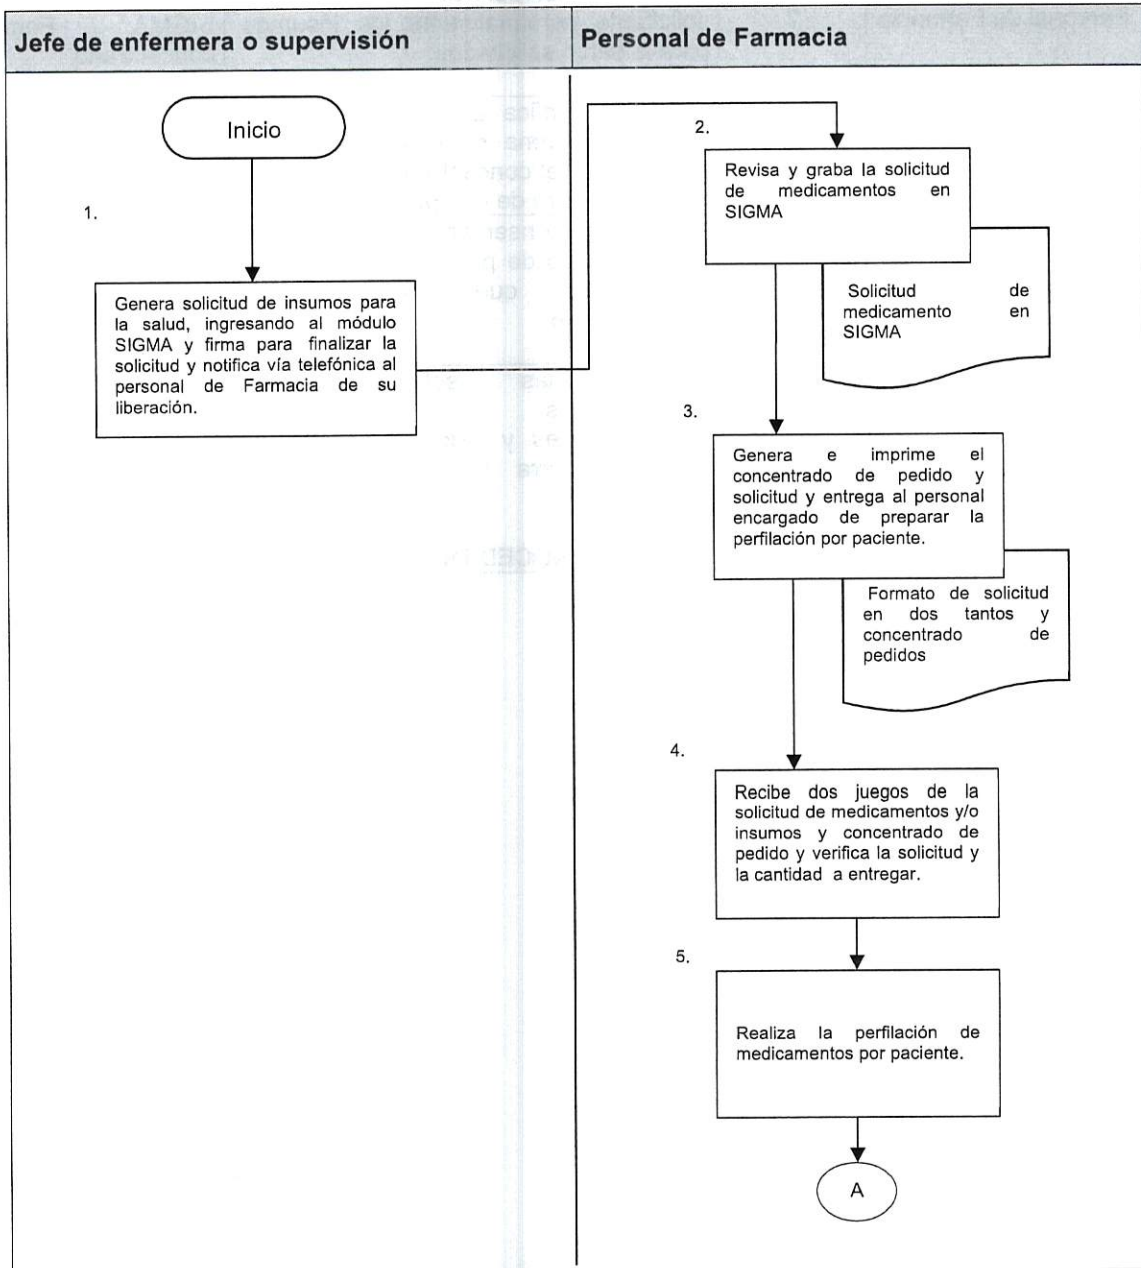 Jefe de enfermera o supervisión
Personal de Farmacia
Inicio
1.
Genera solicitud de insumos para
la salud, ingresando al módulo
SIGMA y firma para finalizar la
solicitud y notifica vía telefónica al
personal de Farmacia de su
liberación.
2.
Revisa y graba la solicitud
de medicamentos en
SIGMA
Solicitud de
medicamento en
SIGMA
3.
Genera e imprime el
concentrado de pedido y
solicitud y entrega al personal
encargado de preparar la
perfilación por paciente.
Formato de solicitud
en dos tantos y
concentrado de
pedidos
4.
Recibe dos juegos de la
solicitud de medicamentos y/o
insumos y concentrado de
pedido y verifica la solicitud y
la cantidad a entregar.
5.
Realiza la perfilación de
medicamentos por paciente.
A